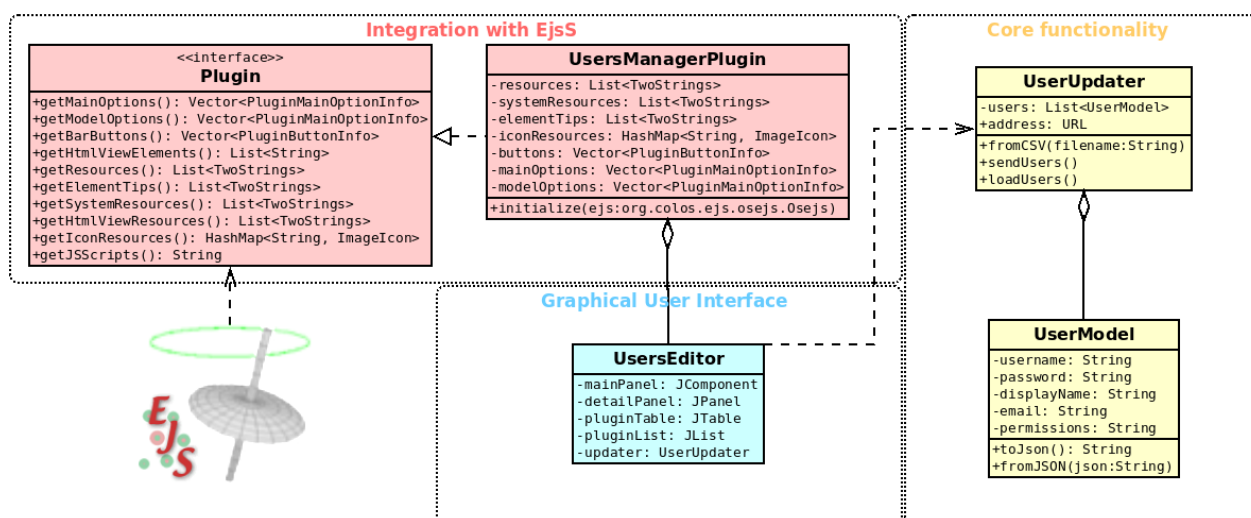 Integration with EjsS
<<interface>>
Plugin
+getMainOptions(): Vector<PluginMainOptionInfo>
+getModelOptions(): Vector<PluginMainOptionInfo>
+getBarButtons(): Vector<PluginButtonInfo>
+getHtmlViewElements(): List<String>
+getResources(): List<TwoStrings>
+getElementTips(): List<TwoStrings>
+getSystemResources(): List<TwoStrings>
+getHtmlViewResources(): List<TwoStrings>
+getIconResources(): HashMap<String, ImageIcon>
+getJSScripts(): String
UsersManagerPlugin
-resources: List<TwoStrings>
-systemResources: List<TwoStrings>
-elementTips: List<TwoStrings>
-iconResources: HashMap<String, ImageIcon>
-buttons: Vector<PluginButtonInfo>
-mainOptions: Vector<PluginMainOptionInfo>
-modelOptions: Vector<PluginMainOptionInfo>
+initialize(ejs:org.colos.ejs.osejs.Osejs)
Core functionality
UserUpdater
-users: List<UserModel>
+address: URL
+fromCSV(filename:String)
+sendUsers()
+loadUsers()
Graphical User Interface
UsersEditor
-mainPanel: JComponent
-detailPanel: JPanel
-pluginTable: JTable
-pluginList: JList
-updater: UserUpdater
UserModel
-username: String
-password: String
-displayName: String
-email: String
-permissions: String
+toJson(): String
+fromJSON(json:String)
EJS